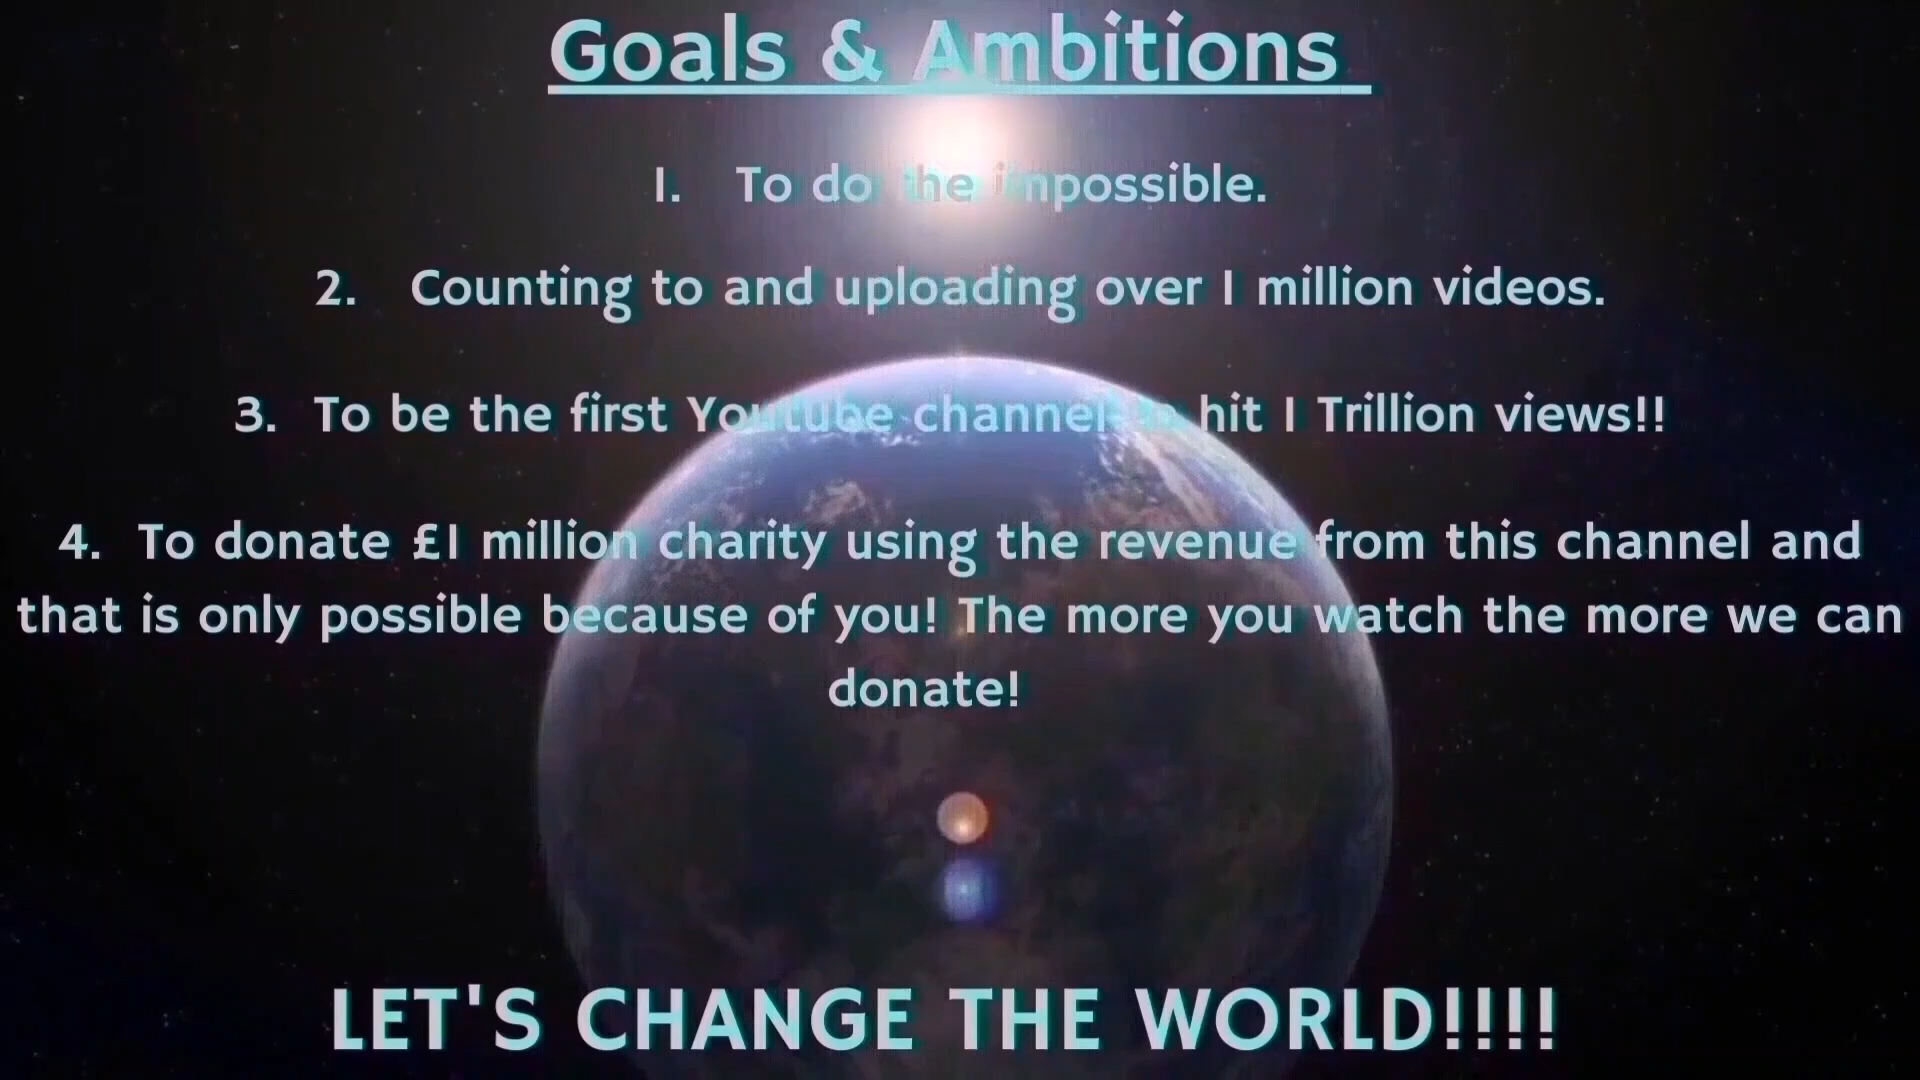 Goals & Ambitions
1. To do the impossible.
2. Counting to and uploading over 1 million videos.
3. To be the first Youtube channel to hit 1 Trillion views!!
4. To donate £1 million charity using the revenue from this channel and
that is only possible because of you! The more you watch the more we can
donate!
LET'S CHANGE THE WORLD!!!!